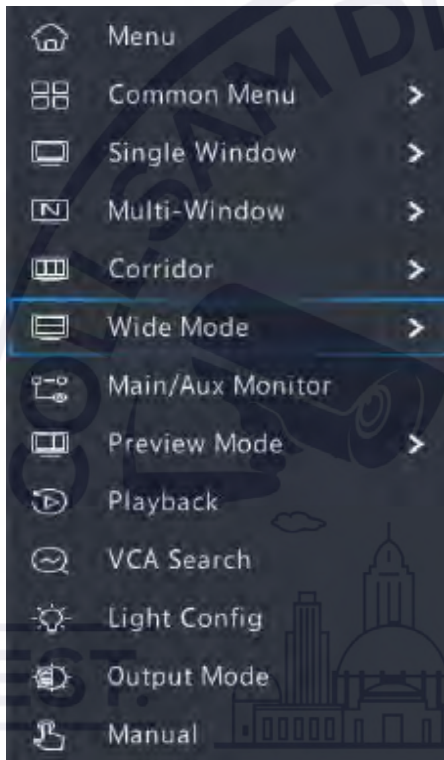 Menu
Common Menu
Single Window
Multi-Window
Corridor
Wide Mode
Main/Aux Monitor
Preview Mode
Playback
VCA Search
Light Config
Output Mode
Manual
EST.